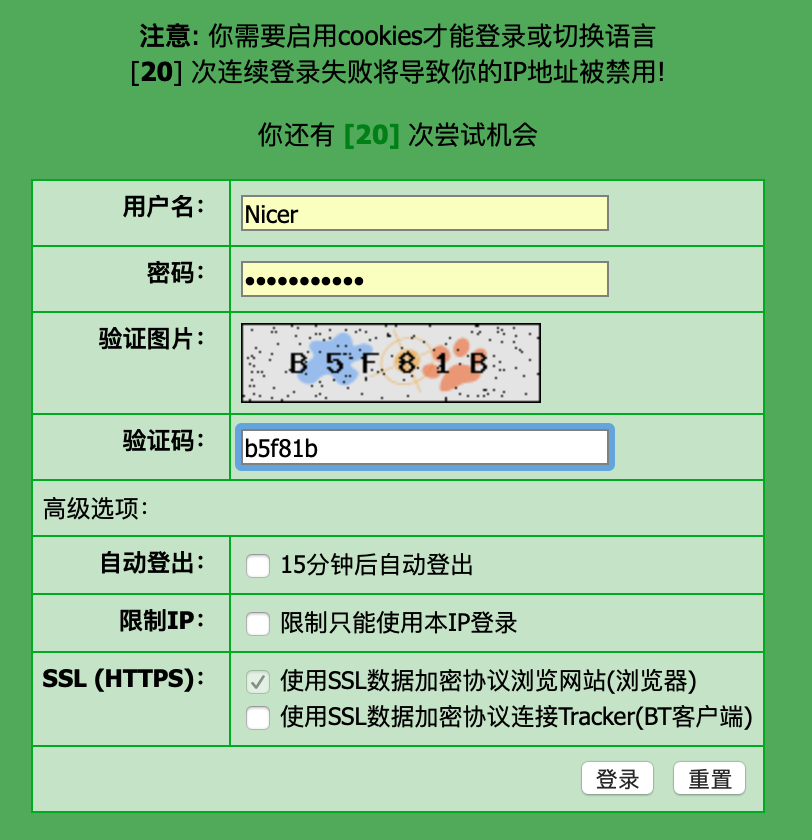 注意: 你需要启用cookies才能登录或切换语言
[20] 次连续登录失败将导致你的IP地址被禁用!
你还有 [20] 次尝试机会
用户名: Nicer
密码: •••••••••••
验证图片: B 5 F 8 1 B
验证码: b5f81b
高级选项:
自动登出: 15分钟后自动登出
限制IP: 限制只能使用本IP登录
SSL (HTTPS): 使用SSL数据加密协议浏览网站(浏览器)
使用SSL数据加密协议连接Tracker(BT客户端)
登录 重置